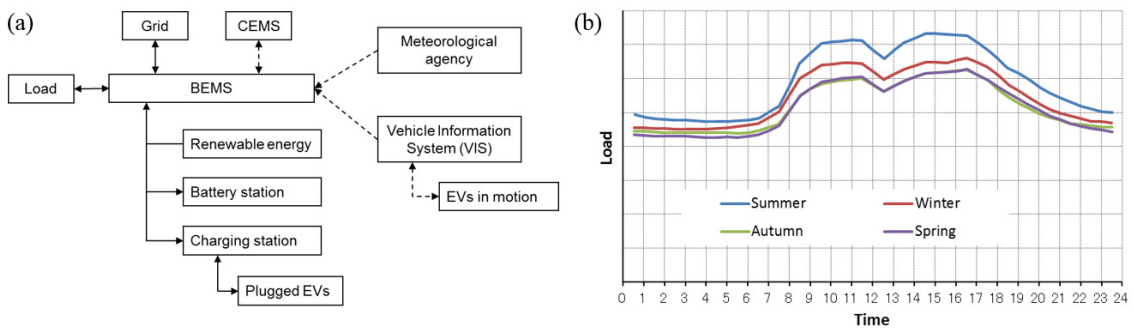 (a)
Grid
CEMS
Load
BEMS
Meteorological
agency
Renewable energy
Vehicle Information
System (VIS)
Battery station
EVs in motion
Charging station
Plugged EVs
(b)
Load
Summer
Winter
Autumn
Spring
0 1 2 3 4 5 6 7 8 9 10 11 12 13 14 15 16 17 18 19 20 21 22 23 24
Time